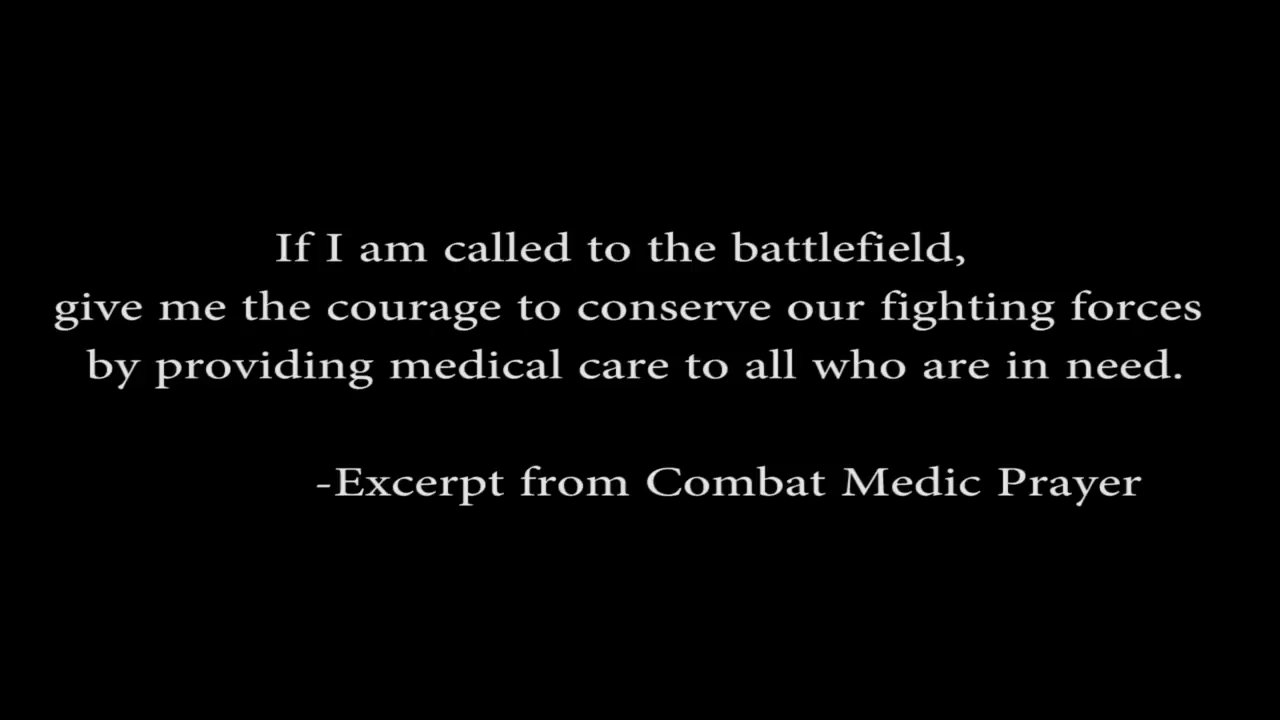 If I am called to the battlefield,
give me the courage to conserve our fighting forces
by providing medical care to all who are in need.
-Excerpt from Combat Medic Prayer